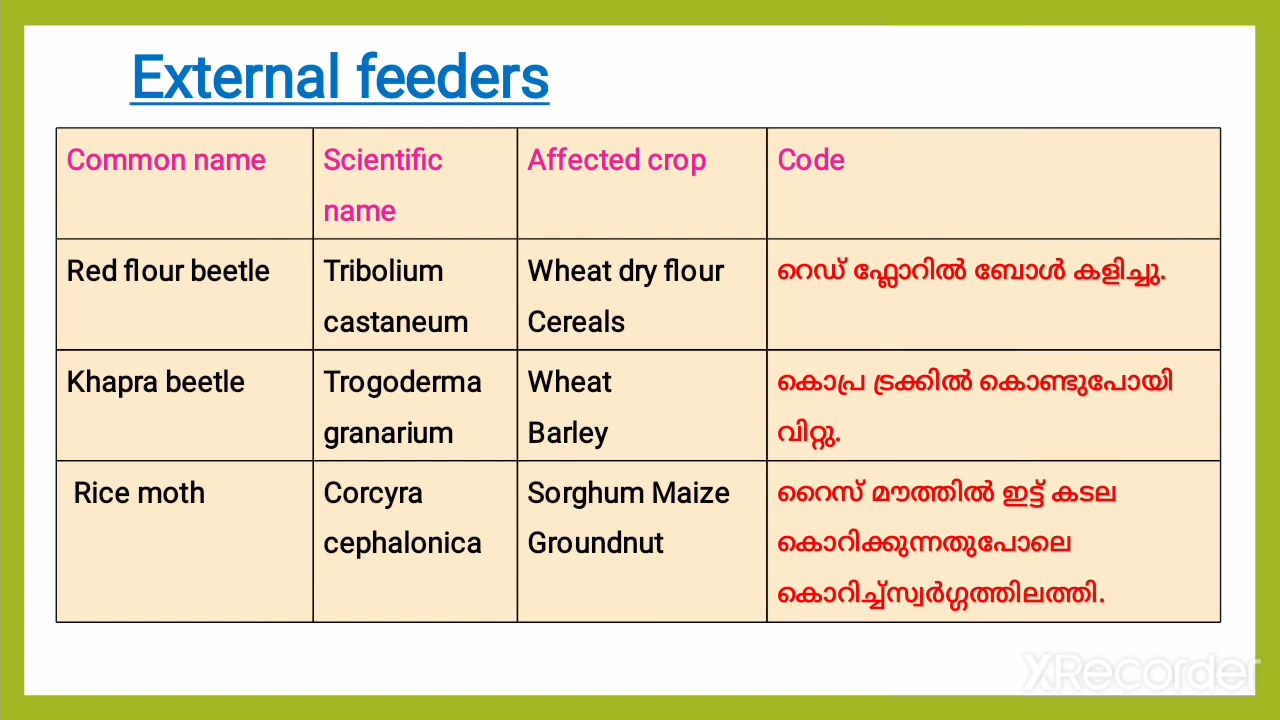 External feeders
Common name
Scientific
name
Affected crop
Code
Red flour beetle
Tribolium
castaneum
Wheat dry flour
Cereals
റെഡ് ഫ്ലോറിൽ ബോൾ കളിച്ചു.
Khapra beetle
Trogoderma
granarium
Wheat
Barley
കൊപ്ര ട്രക്കിൽ കൊണ്ടുപോയി
വിറ്റു.
Rice moth
Corcyra
cephalonica
Sorghum Maize
Groundnut
റൈസ് മൗത്തിൽ ഇട്ട് കടല
കൊറിക്കുന്നതുപോലെ
കൊറിച്ച്സ്വർഗ്ഗത്തിലത്തി.
XRecorder